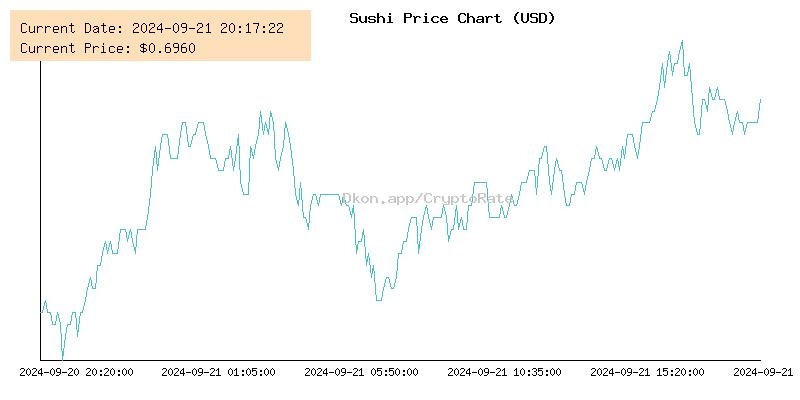 Sushi Price Chart (USD)
Current Date: 2024-09-21 20:17:22
Current Price: $0.6960
Dkon.app/CryptoRate
2024-09-20 20:20:00 2024-09-21 01:05:00 2024-09-21 05:50:00 2024-09-21 10:35:00 2024-09-21 15:20:00 2024-09-21